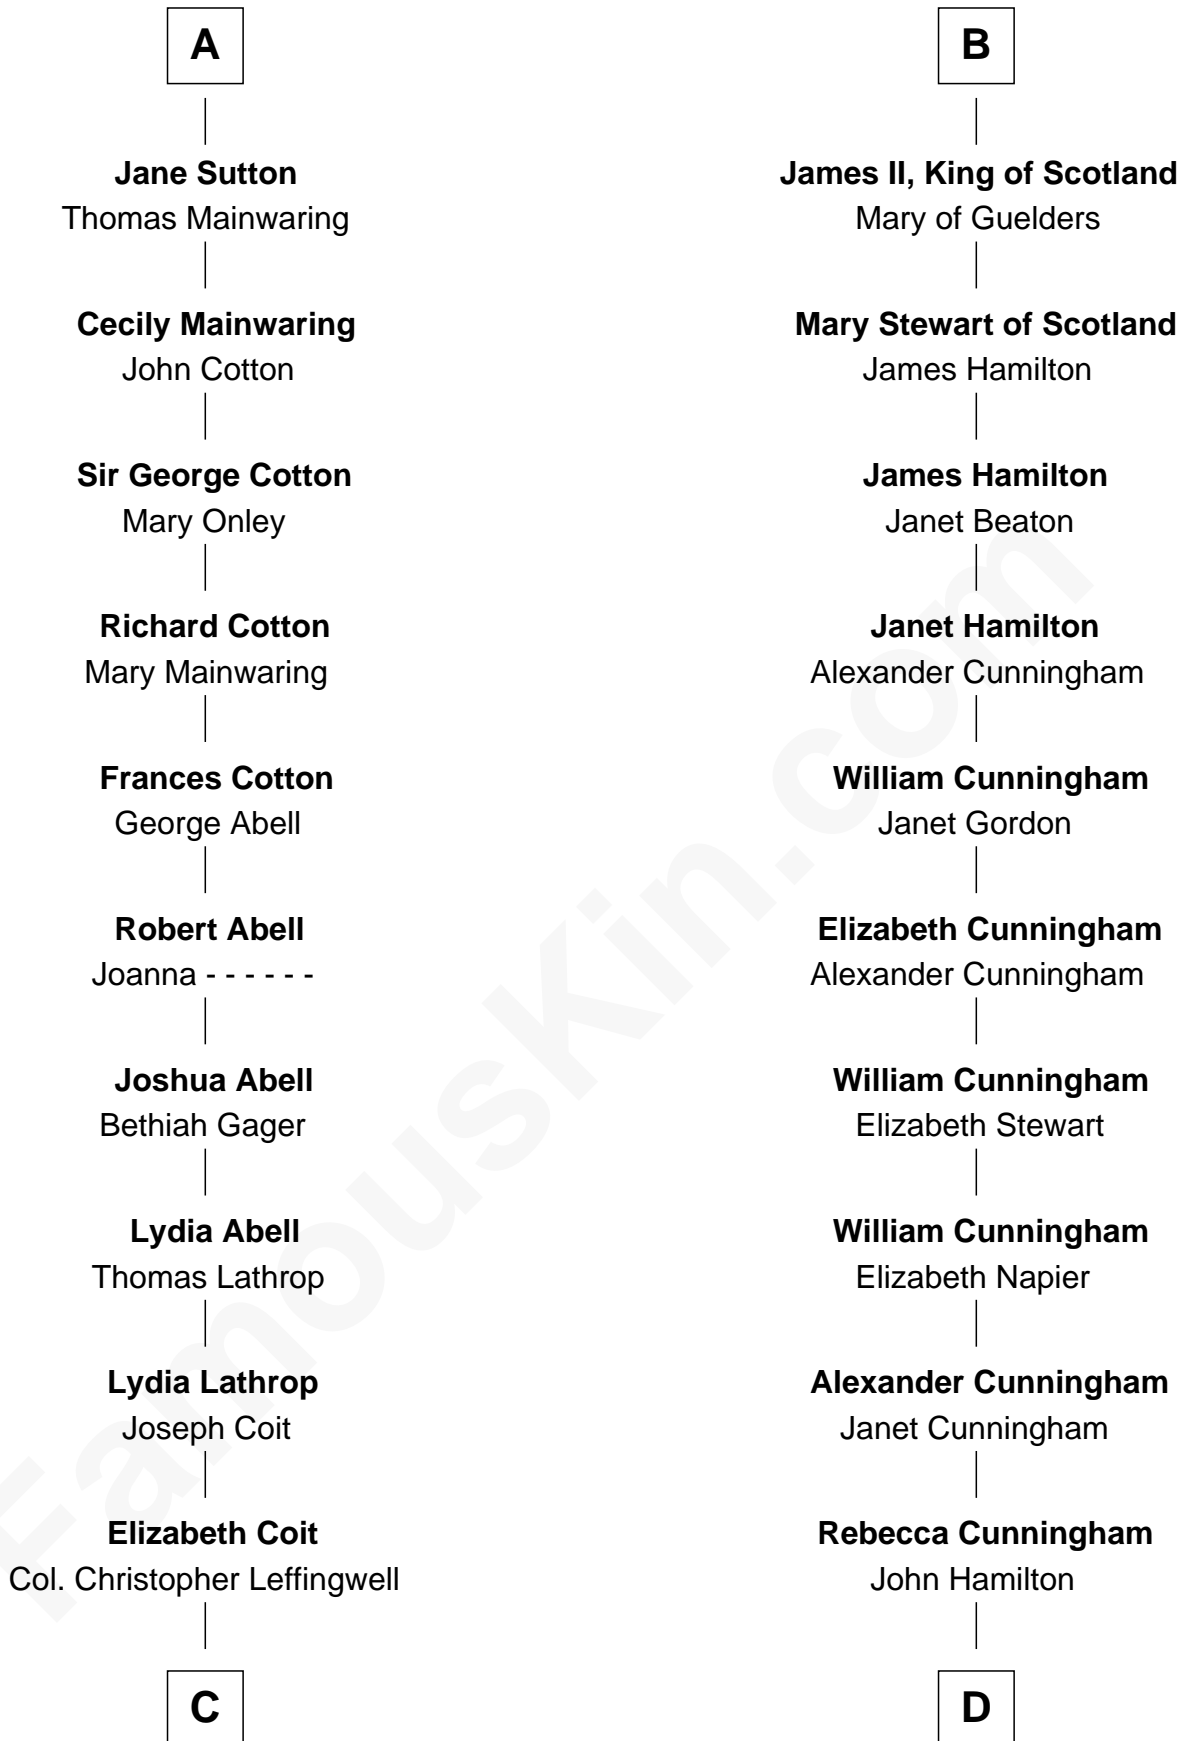 A
Jane Sutton
Thomas Mainwaring
Cecily Mainwaring
John Cotton
Sir George Cotton
Mary Onley
Richard Cotton
Mary Mainwaring
Frances Cotton
George Abell
Robert Abell
Joanna - - - - - -
Joshua Abell
Bethiah Gager
Lydia Abell
Thomas Lathrop
Lydia Lathrop
Joseph Coit
Elizabeth Coit
Col. Christopher Leffingwell
C
B
James II, King of Scotland
Mary of Guelders
Mary Stewart of Scotland
James Hamilton
James Hamilton
Janet Beaton
Janet Hamilton
Alexander Cunningham
William Cunningham
Janet Gordon
Elizabeth Cunningham
Alexander Cunningham
William Cunningham
Elizabeth Stewart
William Cunningham
Elizabeth Napier
Alexander Cunningham
Janet Cunningham
Rebecca Cunningham
John Hamilton
D
FamousKin.com